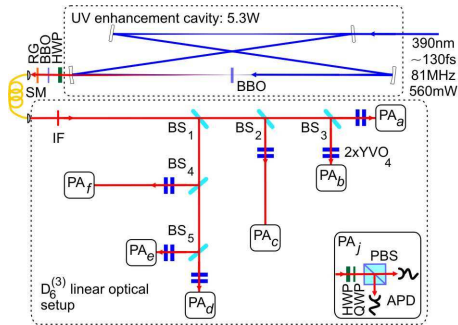 UV enhancement cavity: 5.3W
390nm
~130fs
81MHz
560mW
RG
BBO
HWP
BBO
SM
IF
BS1
BS2
BS3
PAa
2xYVO4
PAb
BS4
PAf
PAc
BS5
PAe
PAd
D6(3) linear optical
setup
PAj
PBS
HWP
QWP
APD